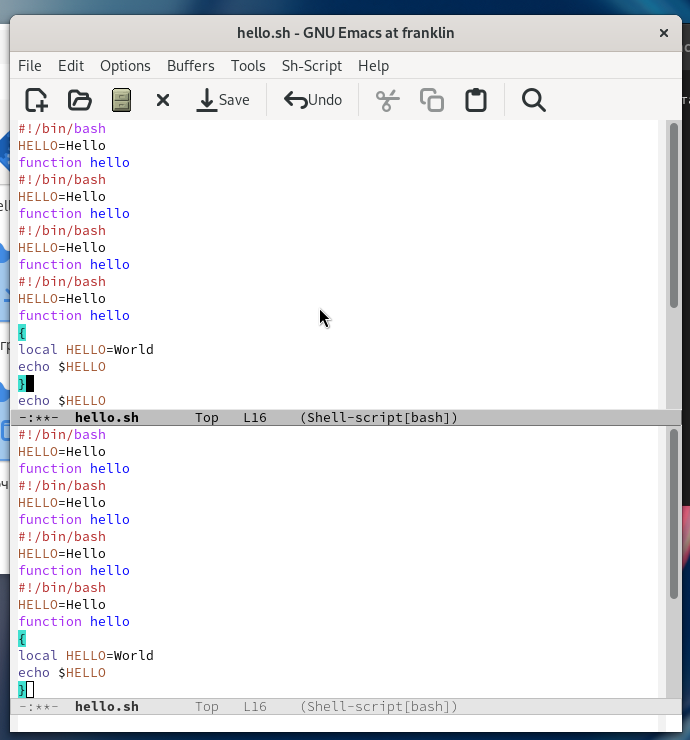 hello.sh - GNU Emacs at franklin
File Edit Options Buffers Tools Sh-Script Help
Save Undo
#!/bin/bash
HELLO=Hello
function hello
#!/bin/bash
HELLO=Hello
function hello
#!/bin/bash
HELLO=Hello
function hello
#!/bin/bash
HELLO=Hello
function hello
{
local HELLO=World
echo $HELLO
}
echo $HELLO
-:**- hello.sh Top L16 (Shell-script[bash])
#!/bin/bash
HELLO=Hello
function hello
#!/bin/bash
HELLO=Hello
function hello
#!/bin/bash
HELLO=Hello
function hello
#!/bin/bash
HELLO=Hello
function hello
{
local HELLO=World
echo $HELLO
}
-:**- hello.sh Top L16 (Shell-script[bash])